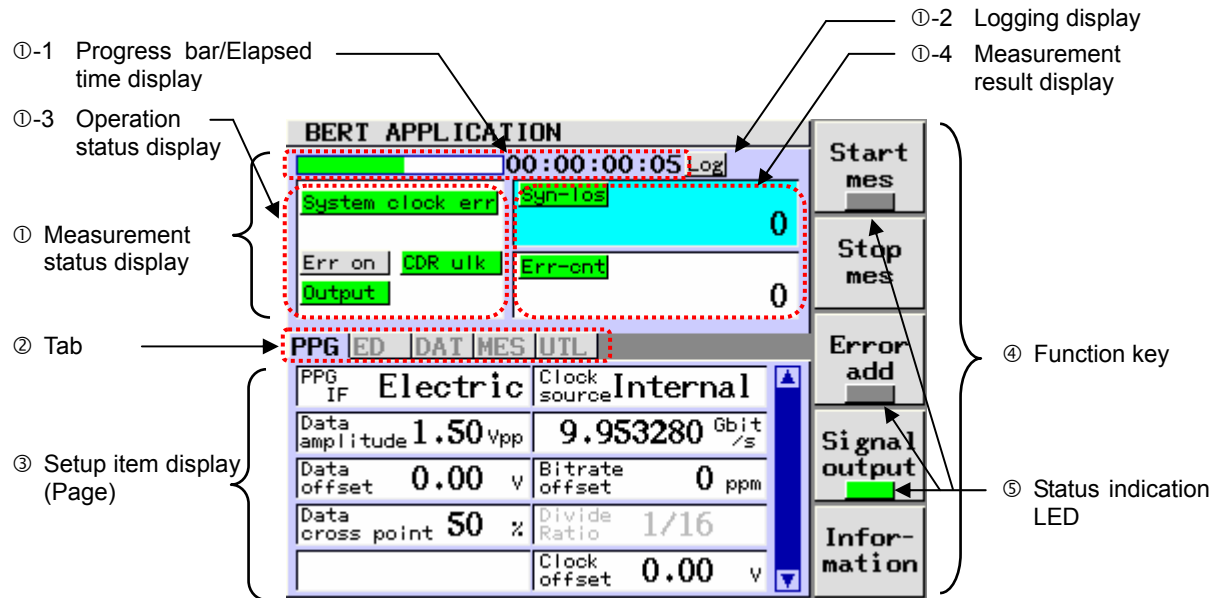 ①-2 Logging display
①-1 Progress bar/Elapsed
time display
①-4 Measurement
result display
①-3 Operation
status display
① Measurement
status display
② Tab
③ Setup item display
(Page)
BERT APPLICATION
00:00:00:05 Log
System clock err
Syn-los
0
Err on CDR ulk
Err-cnt
Output
0
PPG ED DAT MES UTL
PPG IF Electric
Clock source Internal
Data amplitude 1.50 Vpp
9.953280 Gbit/s
Data offset 0.00 V
Bitrate offset 0 ppm
Data cross point 50 %
Divide Ratio 1/16
Clock offset 0.00 V
Start
mes
Stop
mes
Error
add
Signal
output
Infor-
mation
④ Function key
⑤ Status indication
LED